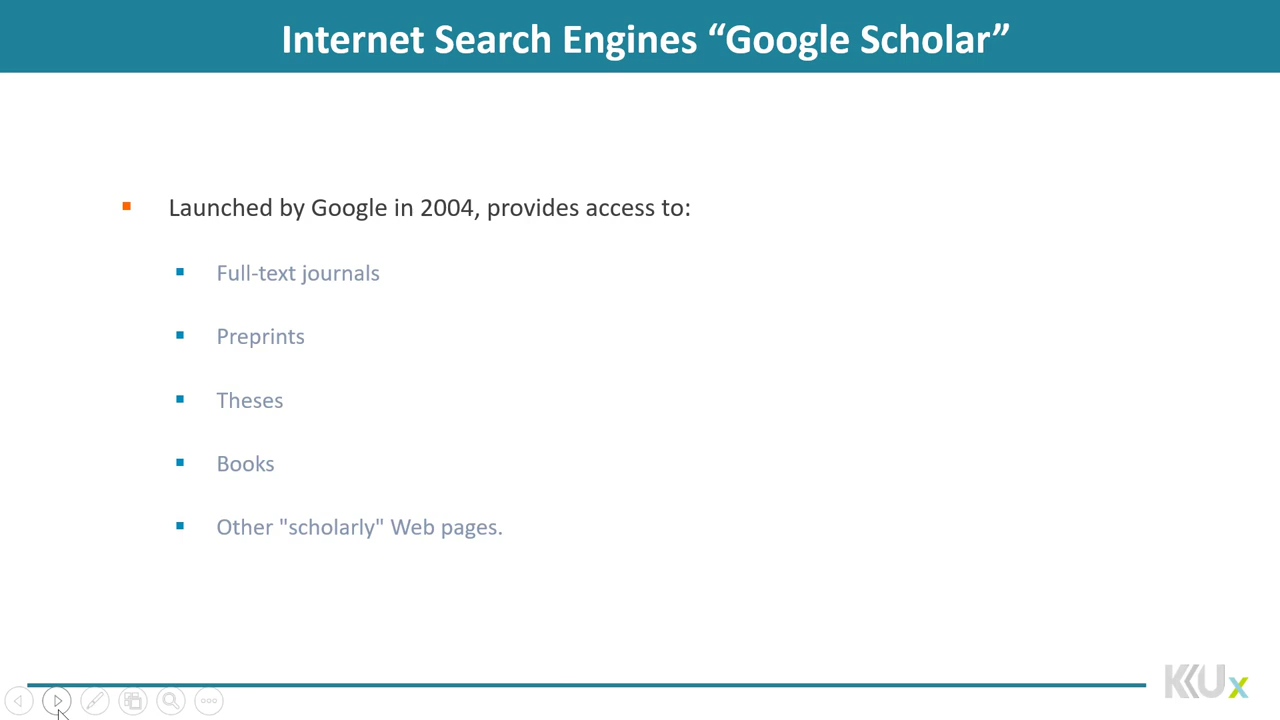 Internet Search Engines “Google Scholar”
Launched by Google in 2004, provides access to:
Full-text journals
Preprints
Theses
Books
Other "scholarly" Web pages.
KKUx